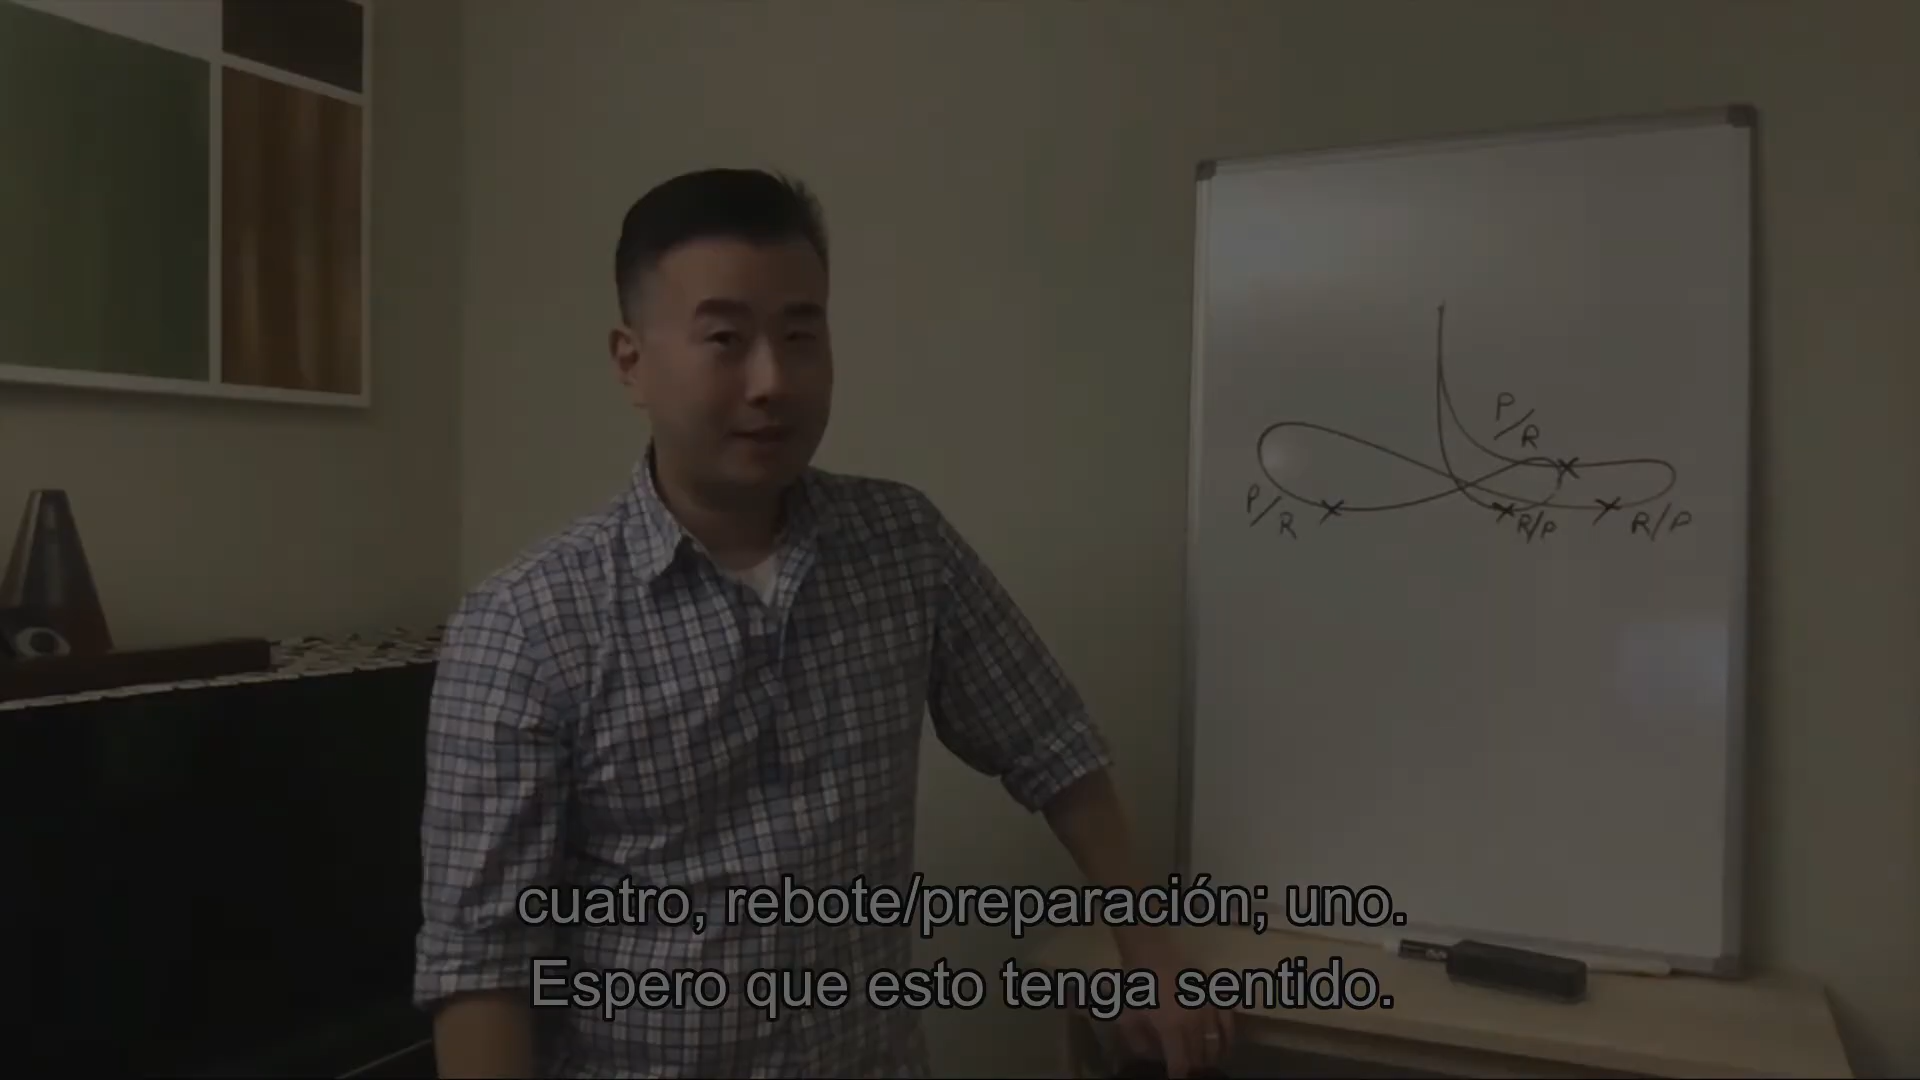 P/R
P/R
R/P
R/P
cuatro, rebote/preparación; uno.
Espero que esto tenga sentido.